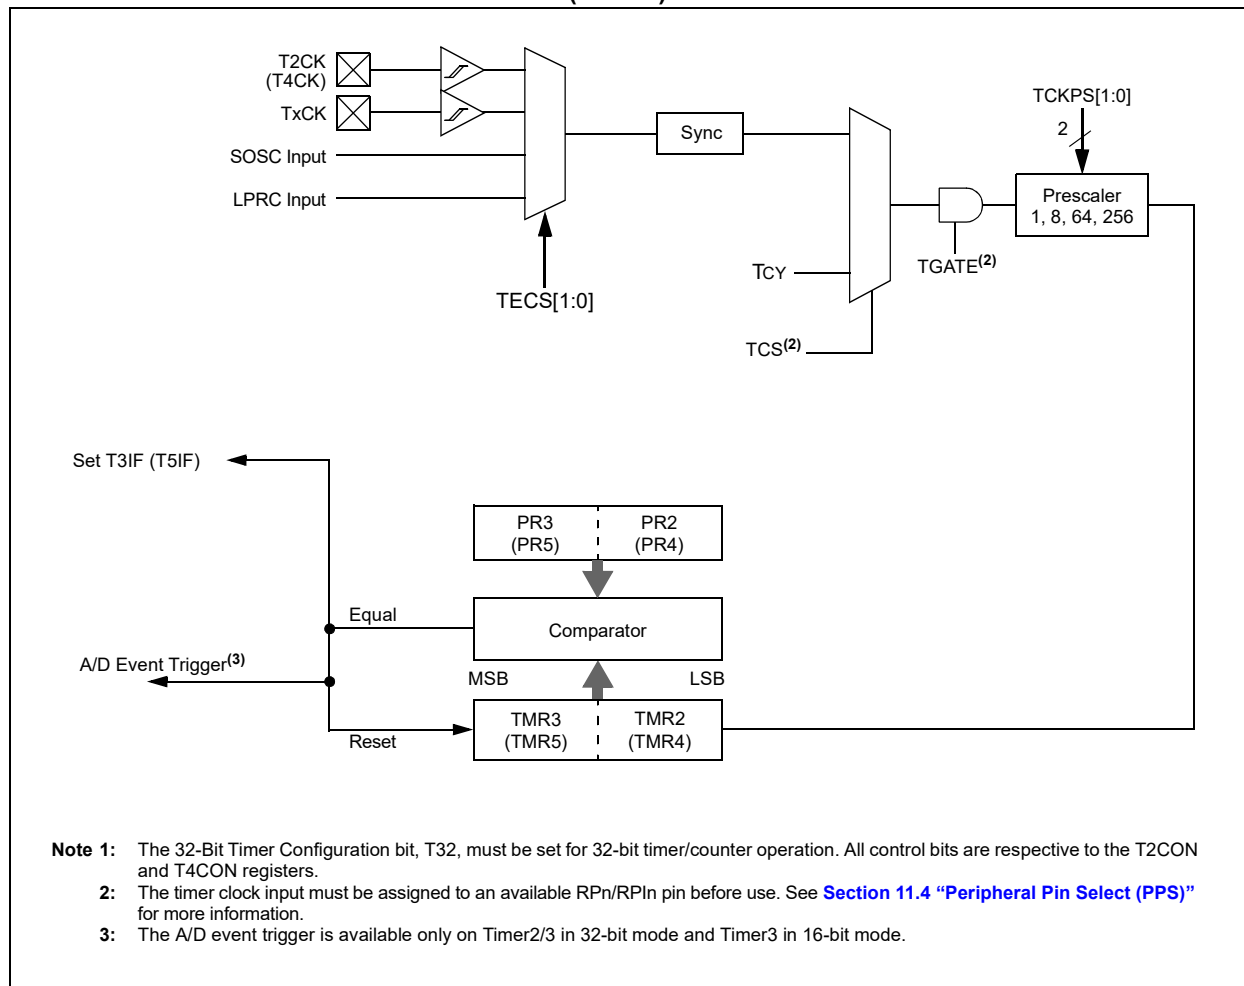 T2CK
(T4CK)
TxCK
SOSC Input
LPRC Input
TECS[1:0]
Sync
TCY
TCS(2)
TGATE(2)
TCKPS[1:0]
2
Prescaler
1, 8, 64, 256
Set T3IF (T5IF)
PR3
(PR5)
PR2
(PR4)
Equal
Comparator
A/D Event Trigger(3)
MSB
LSB
Reset
TMR3
(TMR5)
TMR2
(TMR4)
Note 1: The 32-Bit Timer Configuration bit, T32, must be set for 32-bit timer/counter operation. All control bits are respective to the T2CON
and T4CON registers.
2: The timer clock input must be assigned to an available RPn/RPIn pin before use. See Section 11.4 “Peripheral Pin Select (PPS)”
for more information.
3: The A/D event trigger is available only on Timer2/3 in 32-bit mode and Timer3 in 16-bit mode.